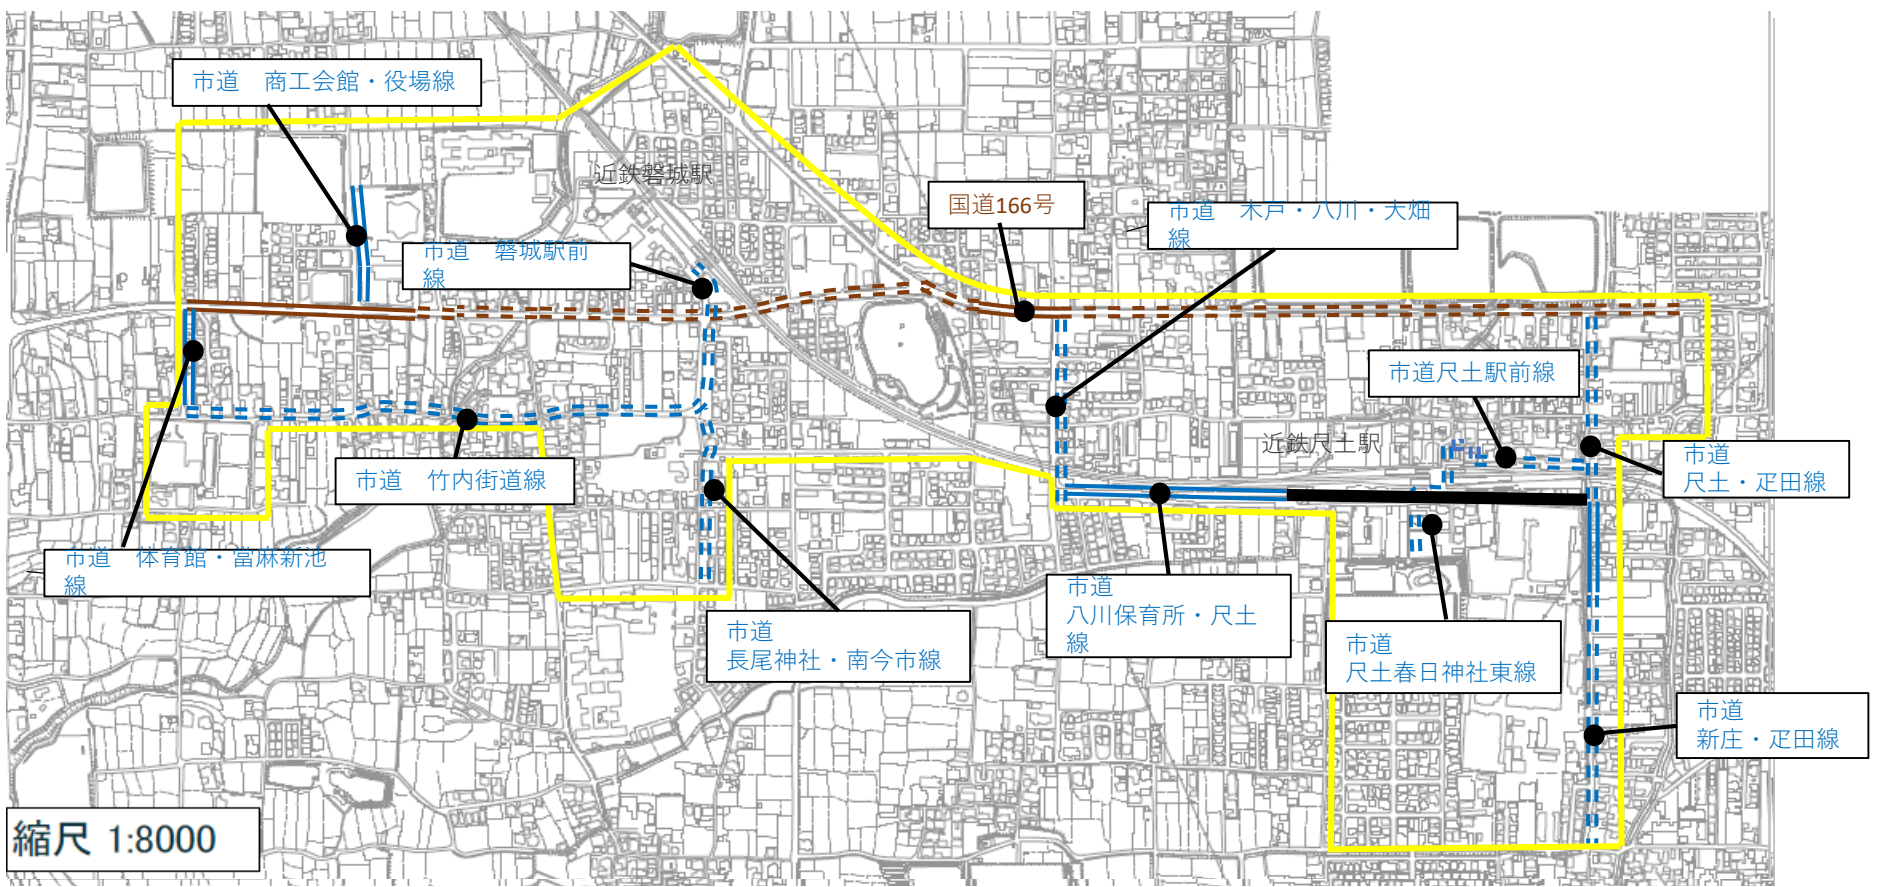 市道　商工会館・役場線
近鉄磐城駅
国道166号
市道　木戸・八川・大畑
線
市道　磐城駅前
線
市道尺土駅前線
近鉄尺土駅
市道
尺土・疋田線
市道　竹内街道線
市道　体育館・當麻新池
線
市道
八川保育所・尺土
線
市道
長尾神社・南今市線
市道
尺土春日神社東線
市道
新庄・疋田線
縮尺 1:8000